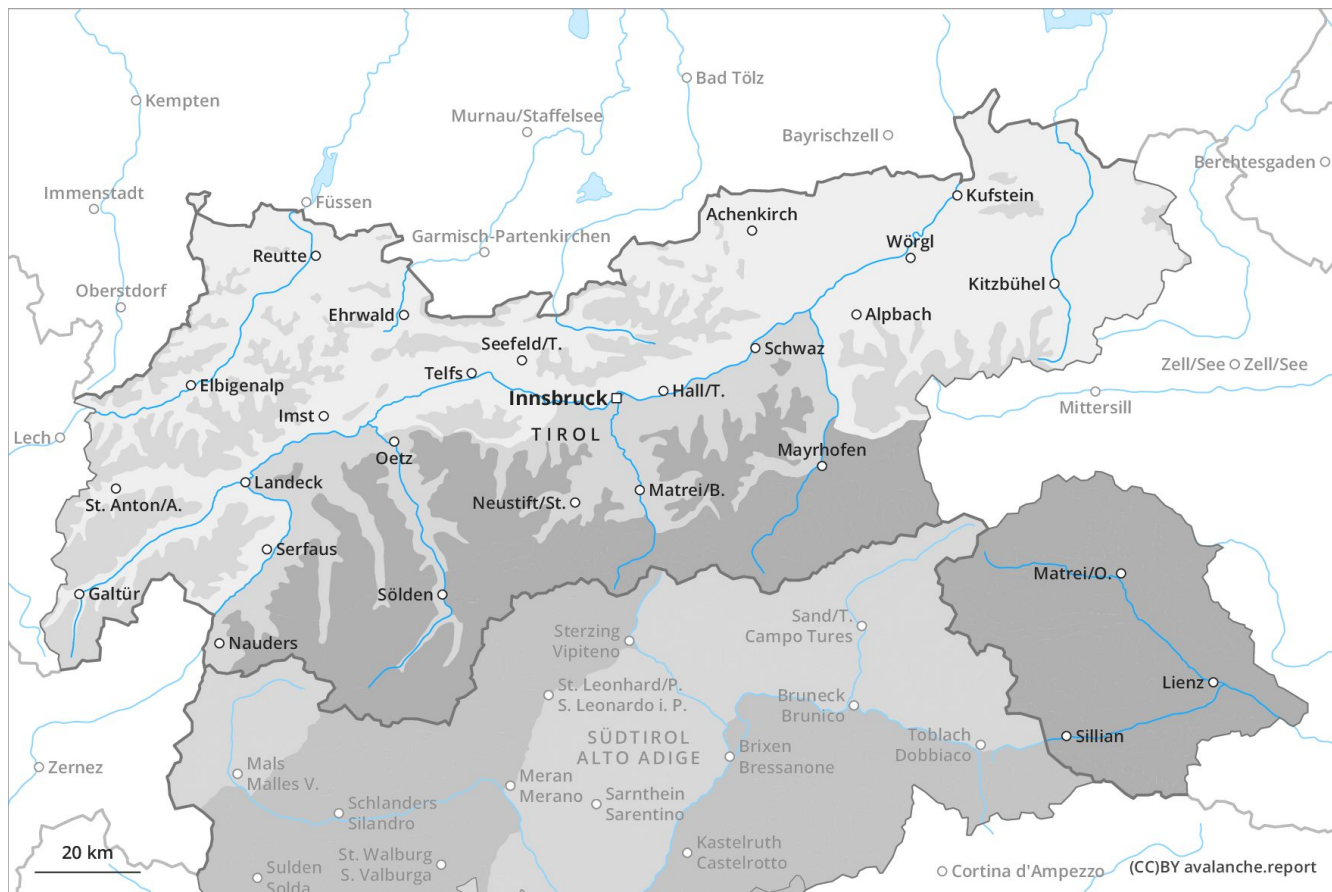 Bad Tölz
Kempten
Murnau/Staffelsee
Bayrischzell
Berchtesgaden
Immenstadt
Füssen
Kufstein
Achenkirch
Garmisch-Partenkirchen
Wörgl
Reutte
Oberstdorf
Kitzbühel
Ehrwald
Alpbach
Seefeld/T.
Schwaz
Zell/See
Zell/See
Telfs
Elbigenalp
Innsbruck
Hall/T.
Mittersill
Imst
TIROL
Lech
Oetz
Mayrhofen
Landeck
Matrei/B.
St. Anton/A.
Neustift/St.
Serfaus
Matrei/O.
Galtür
Sölden
Sand/T.
Campo Tures
Sterzing
Vipiteno
Nauders
Lienz
St. Leonhard/P.
S. Leonardo i. P.
Bruneck
Brunico
SÜDTIROL
ALTO ADIGE
Toblach
Dobbiaco
Sillian
Brixen
Bressanone
Zernez
Mals
Malles V.
Meran
Merano
Sarnthein
Sarentino
Schlanders
Silandro
Kastelruth
Castelrotto
20 km
St. Walburg
S. Valburga
Sulden
Solda
Cortina d'Ampezzo
(CC)BY avalanche.report